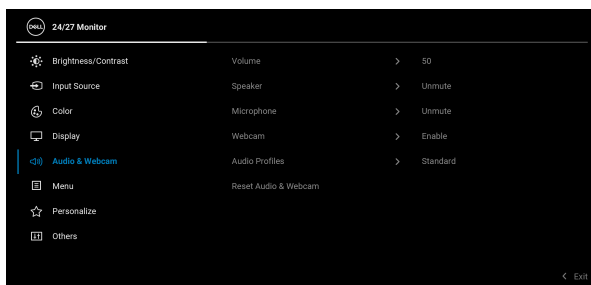 DELL 24/27 Monitor
Brightness/Contrast Volume > 50
Input Source Speaker > Unmute
Color Microphone > Unmute
Display Webcam > Enable
Audio & Webcam Audio Profiles > Standard
Menu Reset Audio & Webcam
Personalize
Others
< Exit